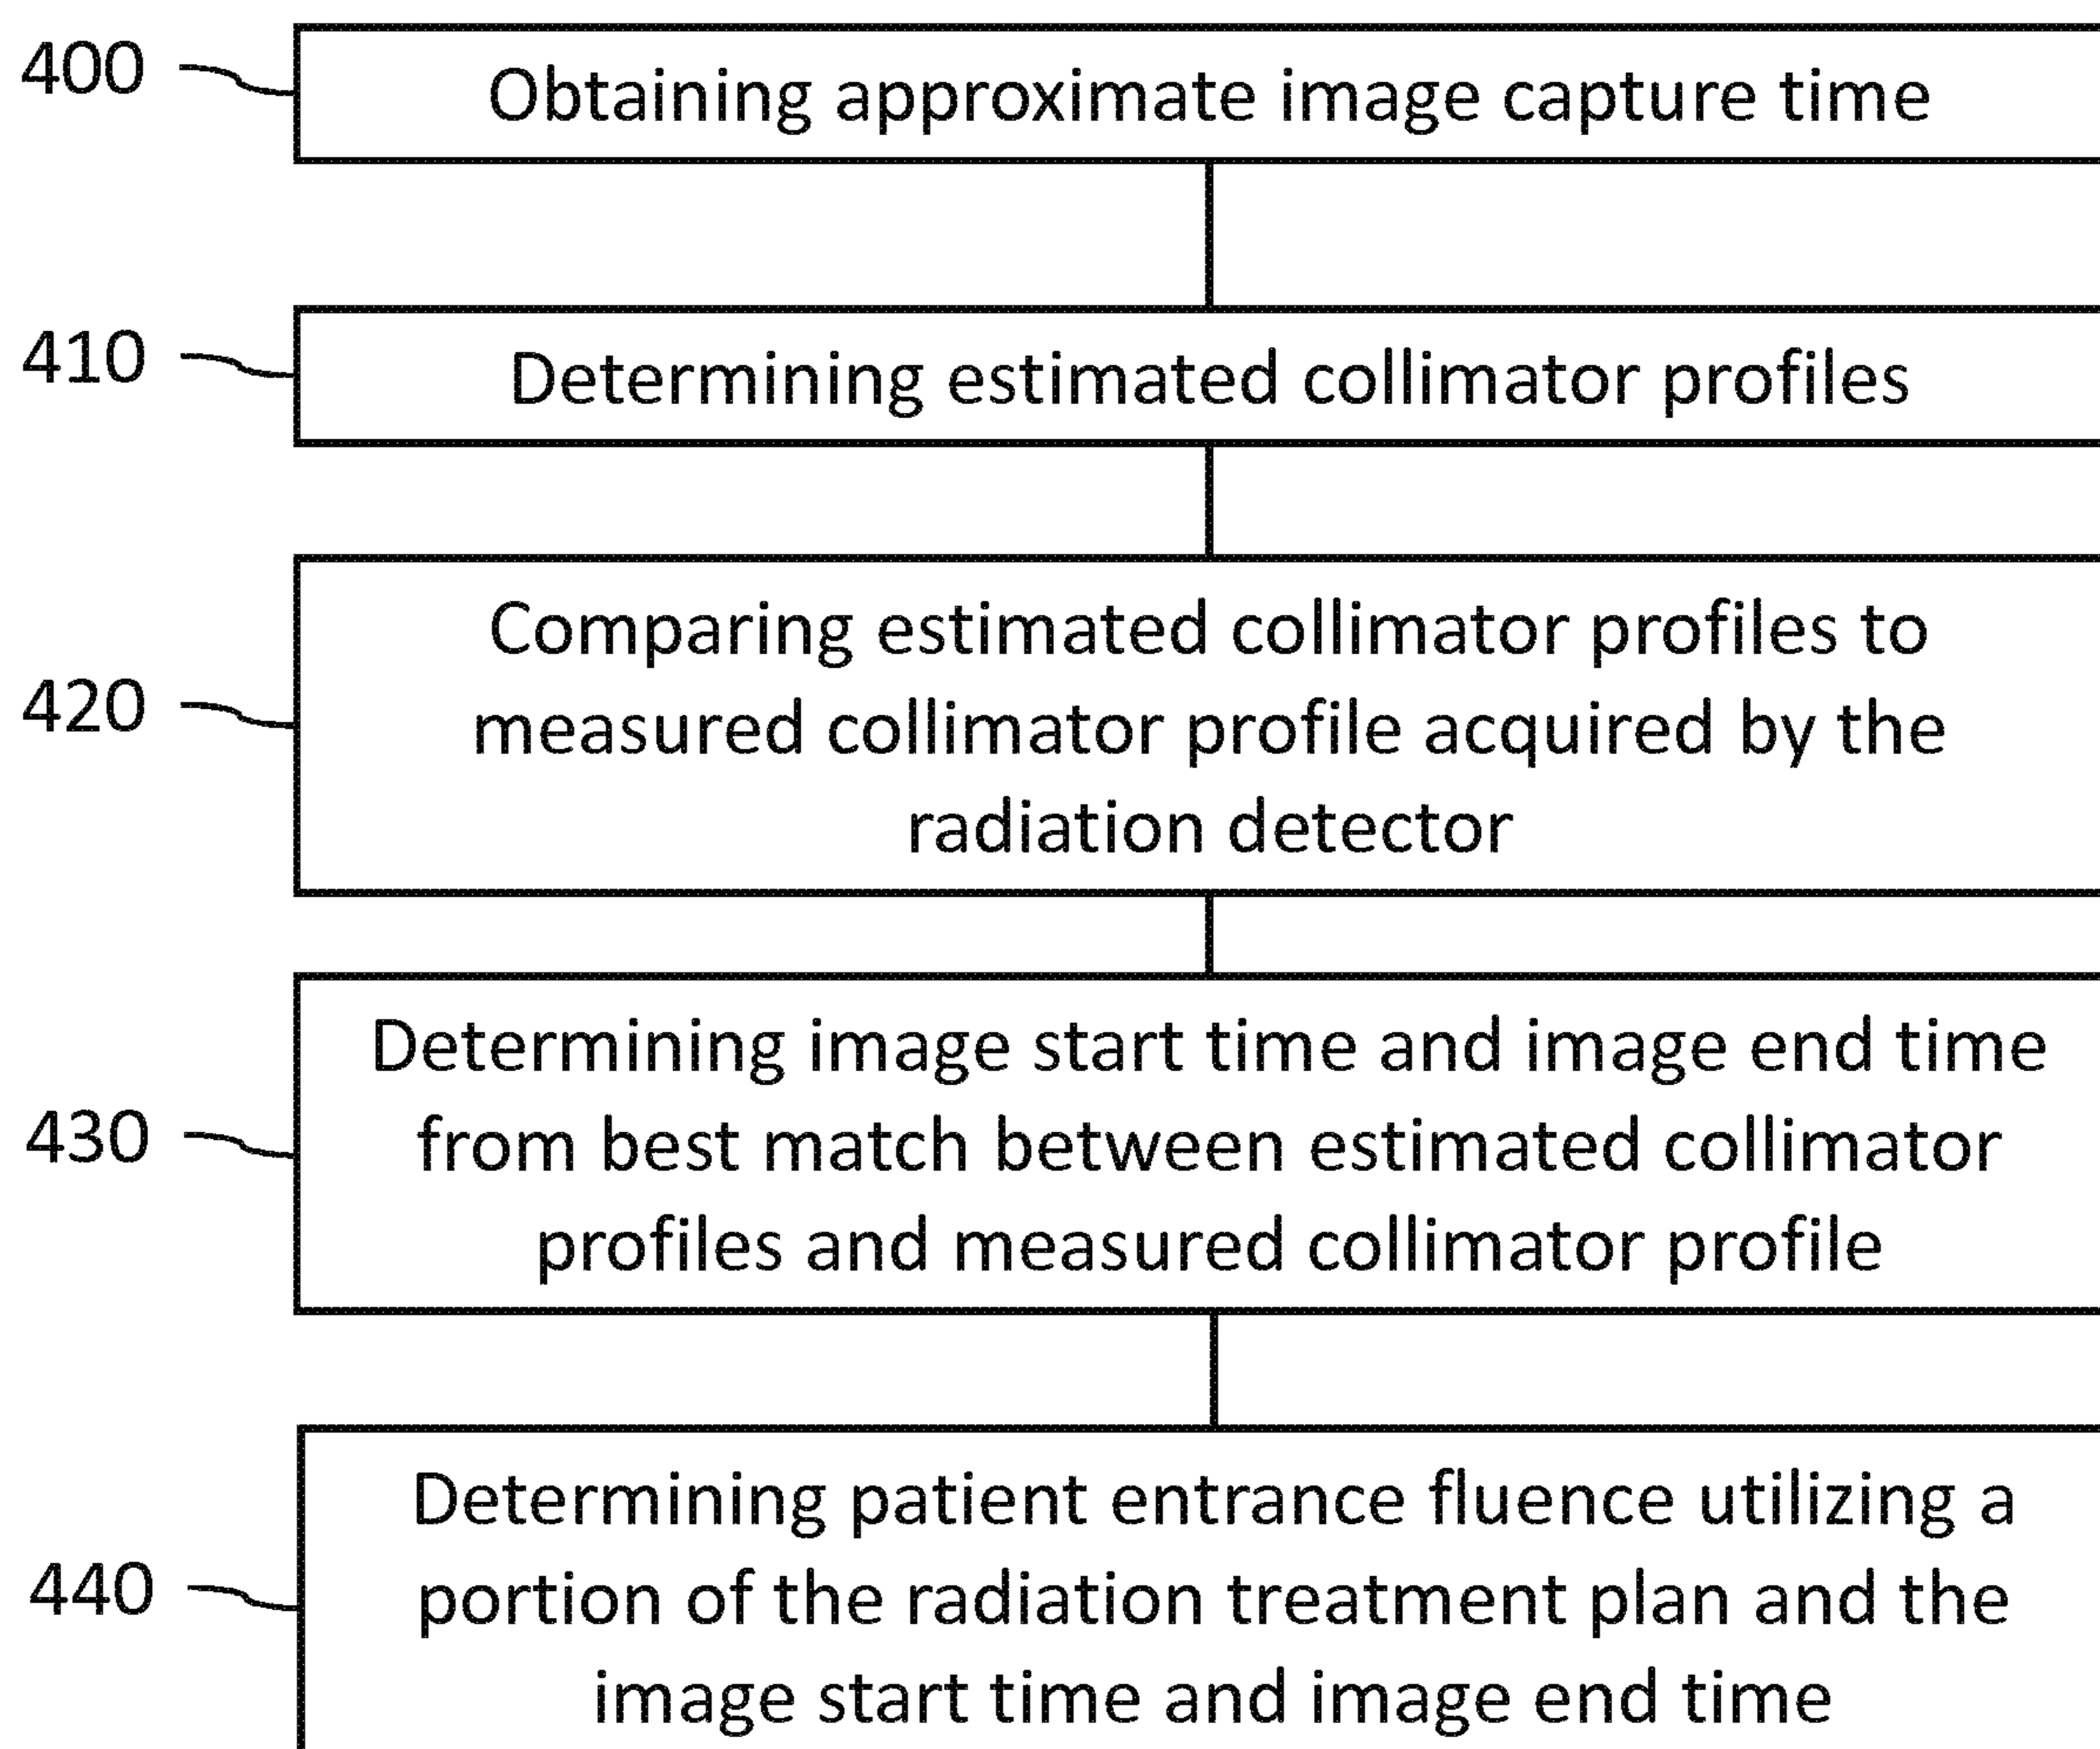 400
Obtaining approximate image capture time
410
Determining estimated collimator profiles
Comparing estimated collimator profiles to
420
measured collimator profile acquired by the
radiation detector
Determining image start time and image end time
430
from best match between estimated collimator
profiles and measured collimator profile
Determining patient entrance fluence utilizing a
440
portion of the radiation treatment plan and the
image start time and image end time